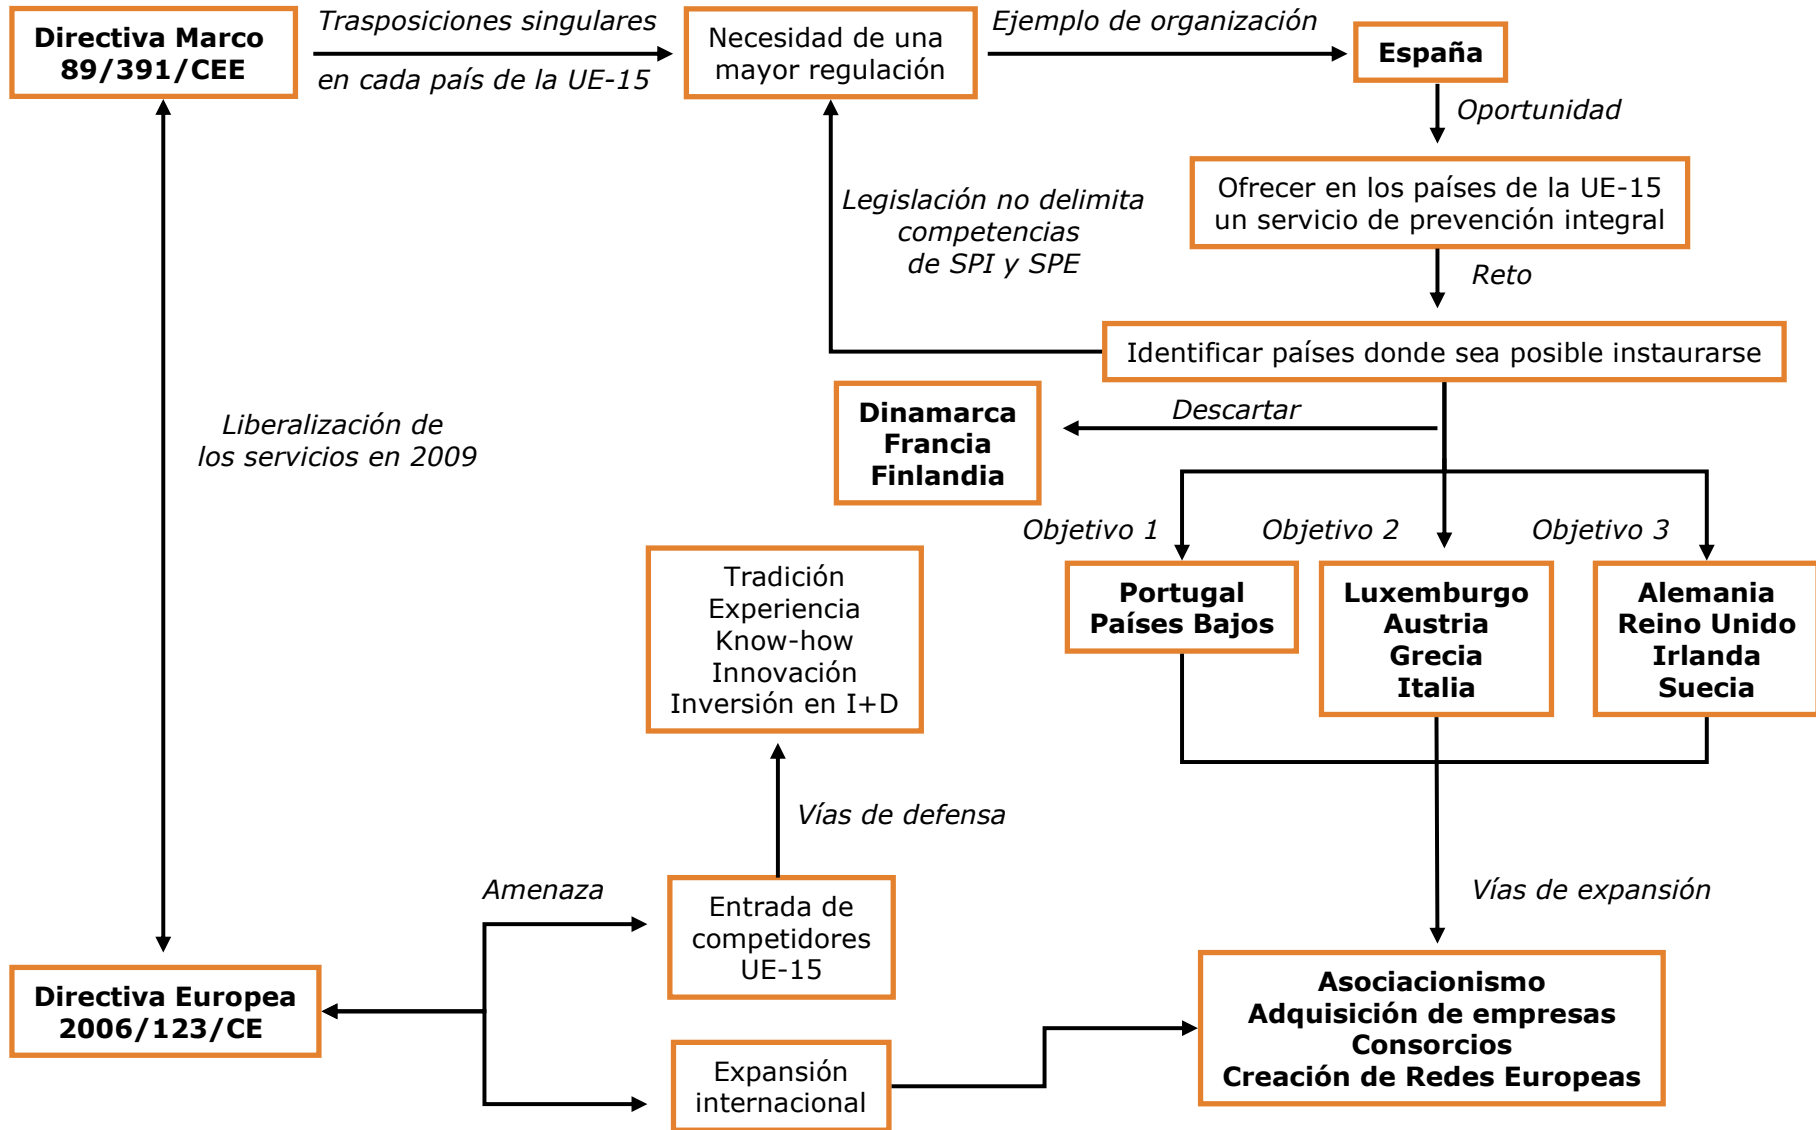 Directiva Marco
89/391/CEE
Trasposiciones singulares
en cada país de la UE-15
Necesidad de una
mayor regulación
Ejemplo de organización
España
Oportunidad
Ofrecer en los países de la UE-15
un servicio de prevención integral
Reto
Legislación no delimita
competencias
de SPI y SPE
Identificar países donde sea posible instaurarse
Descartar
Dinamarca
Francia
Finlandia
Liberalización de
los servicios en 2009
Objetivo 1
Objetivo 2
Objetivo 3
Portugal
Países Bajos
Luxemburgo
Austria
Grecia
Italia
Alemania
Reino Unido
Irlanda
Suecia
Tradición
Experiencia
Know-how
Innovación
Inversión en I+D
Vías de defensa
Amenaza
Entrada de
competidores
UE-15
Vías de expansión
Directiva Europea
2006/123/CE
Expansión
internacional
Asociacionismo
Adquisición de empresas
Consorcios
Creación de Redes Europeas